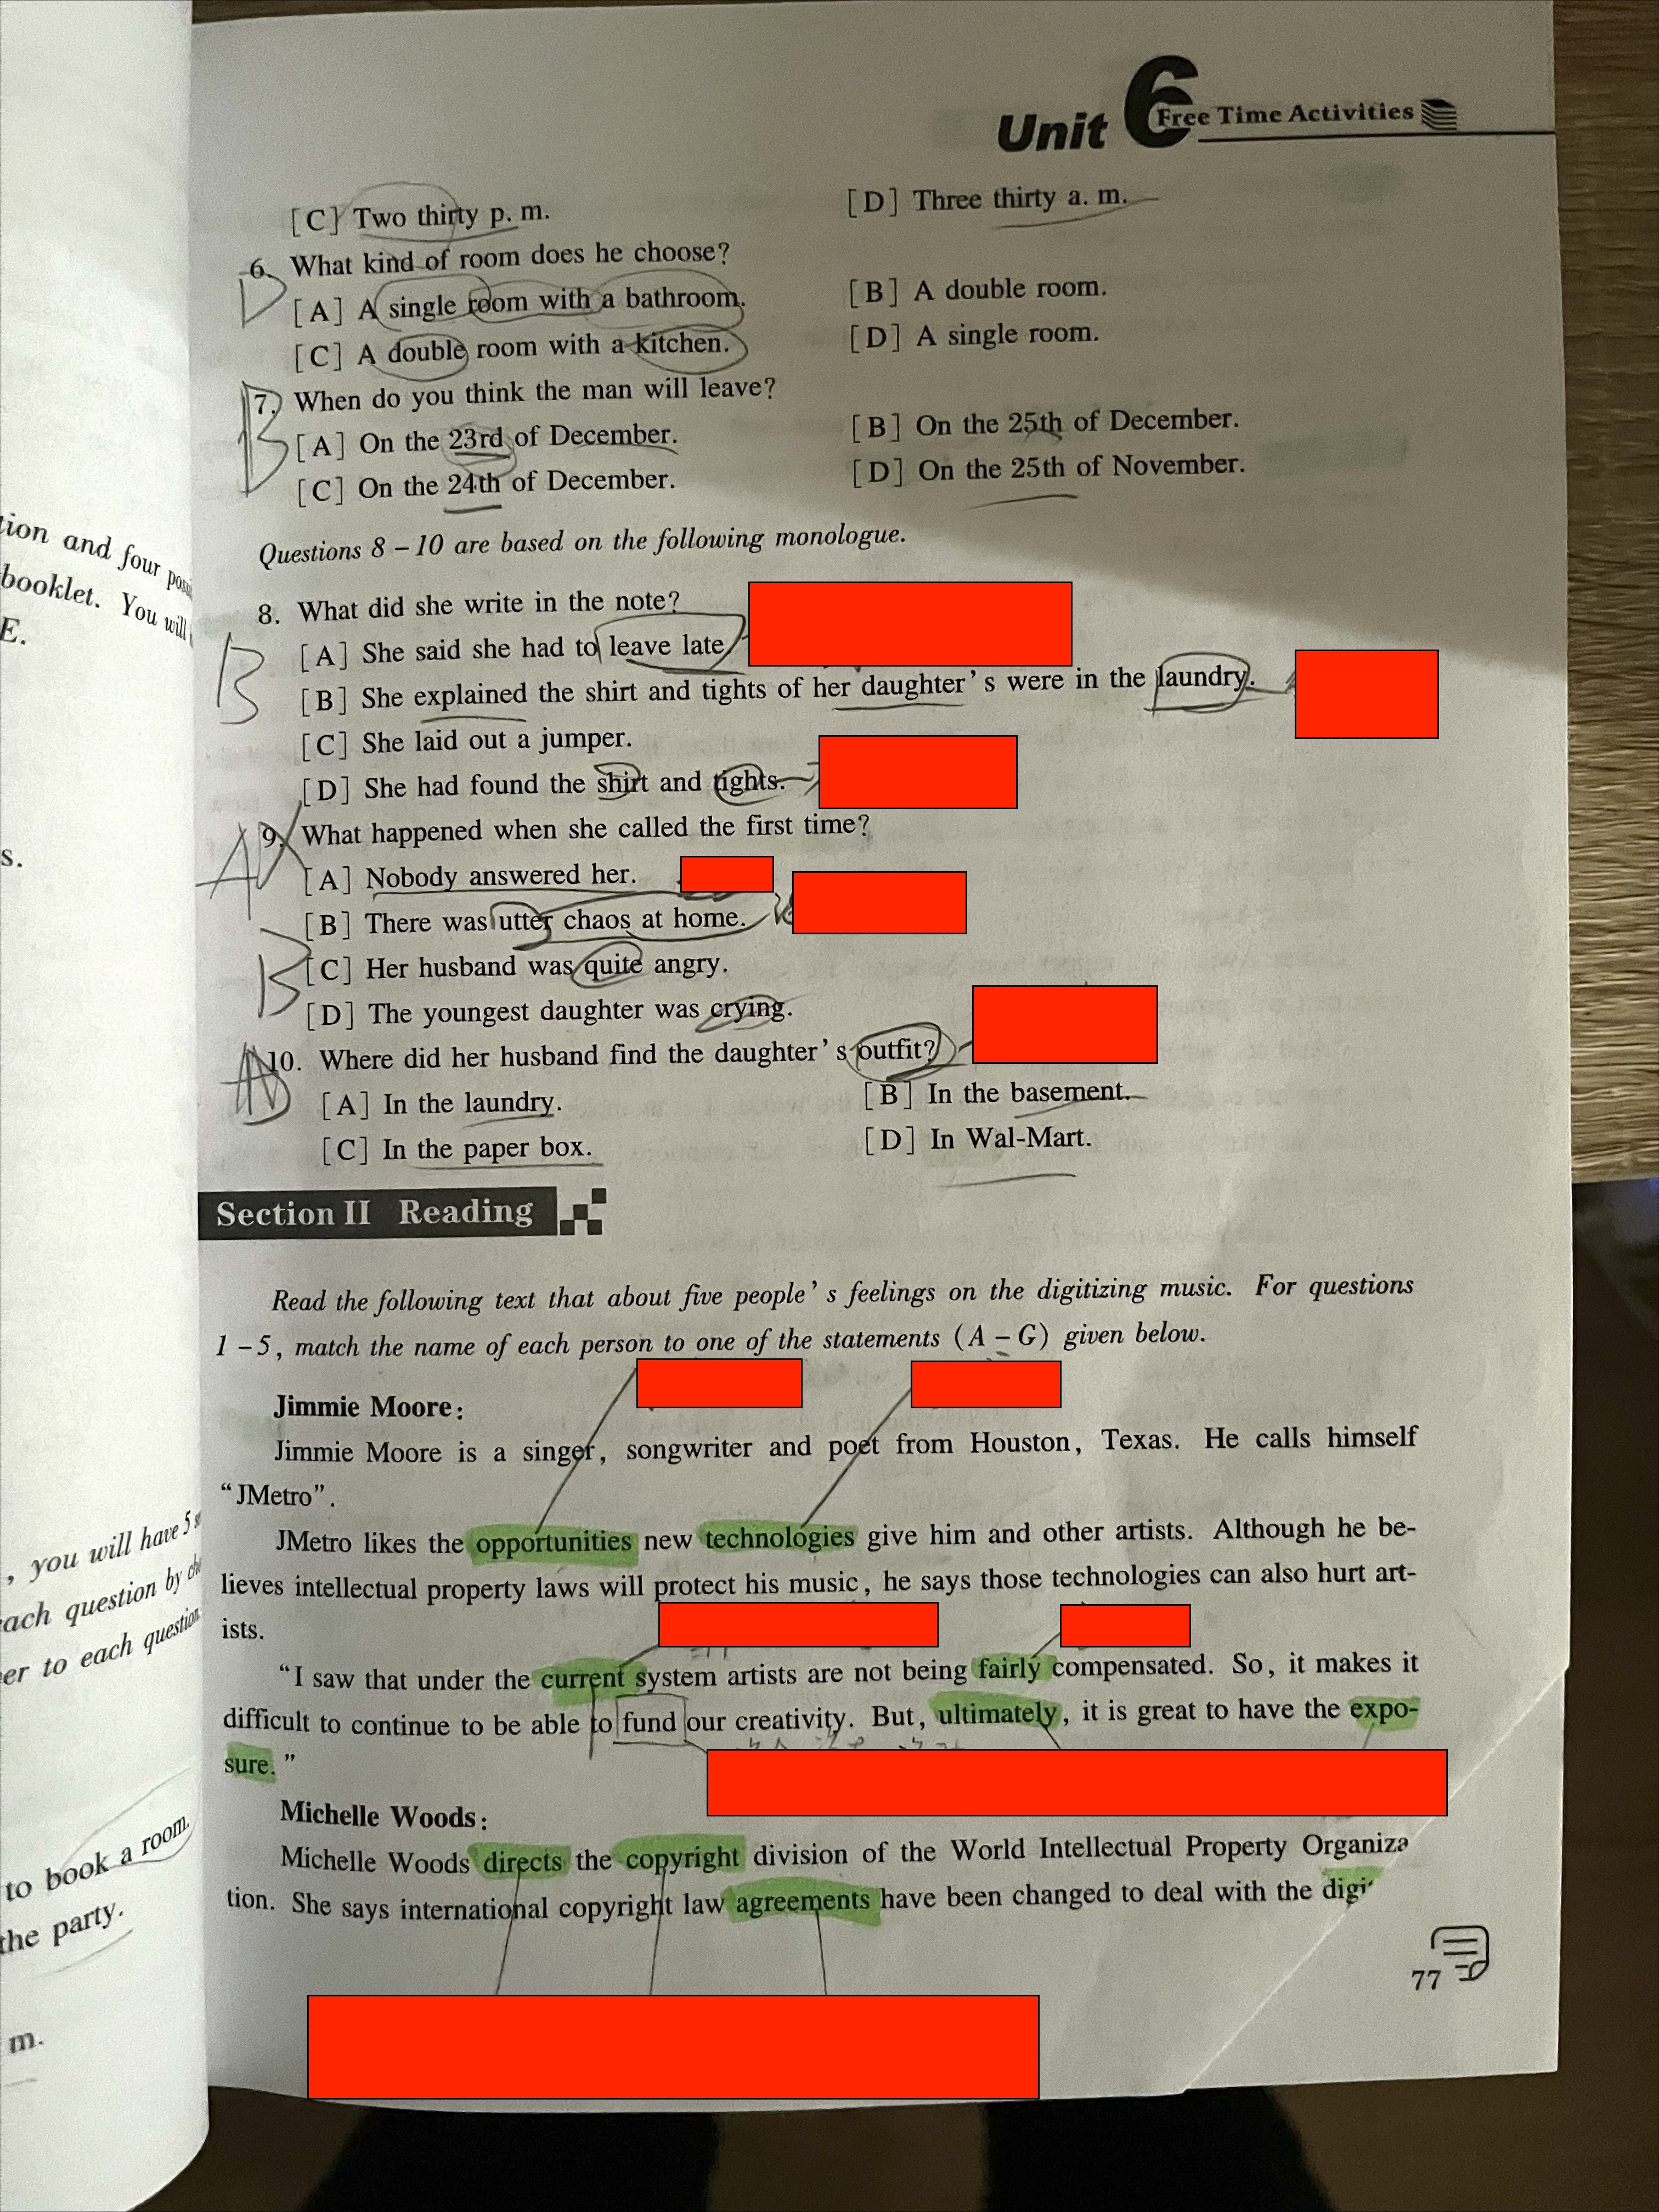 Unit 6 Free Time Activities
[C] Two thirty p. m. [D] Three thirty a. m.
6. What kind of room does he choose?
D
[A] A single room with a bathroom. [B] A double room.
[C] A double room with a kitchen. [D] A single room.
7. When do you think the man will leave?
B
[A] On the 23rd of December. [B] On the 25th of December.
[C] On the 24th of December. [D] On the 25th of November.
Questions 8 – 10 are based on the following monologue.
8. What did she write in the note?
B
[A] She said she had to leave late
[B] She explained the shirt and tights of her daughter's were in the laundry.
[C] She laid out a jumper.
[D] She had found the shirt and tights.
9. What happened when she called the first time?
A
[A] Nobody answered her.
[B] There was utter chaos at home.
B
[C] Her husband was quite angry.
[D] The youngest daughter was crying.
10. Where did her husband find the daughter's outfit?
D
[A] In the laundry. [B] In the basement.
[C] In the paper box. [D] In Wal-Mart.
Section II Reading
Read the following text that about five people's feelings on the digitizing music. For questions
1 – 5, match the name of each person to one of the statements (A – G) given below.
Jimmie Moore:
Jimmie Moore is a singer, songwriter and poet from Houston, Texas. He calls himself
"JMetro".
JMetro likes the opportunities new technologies give him and other artists. Although he be-
lieves intellectual property laws will protect his music, he says those technologies can also hurt art-
ists.
"I saw that under the current system artists are not being fairly compensated. So, it makes it
difficult to continue to be able to fund our creativity. But, ultimately, it is great to have the expo-
sure."
Michelle Woods:
Michelle Woods directs the copyright division of the World Intellectual Property Organiza
tion. She says international copyright law agreements have been changed to deal with the digi
77
tion and four
booklet. You will
E.
s.
, you will have 5
ach question by
er to each question
to book a room.
the party.
m.